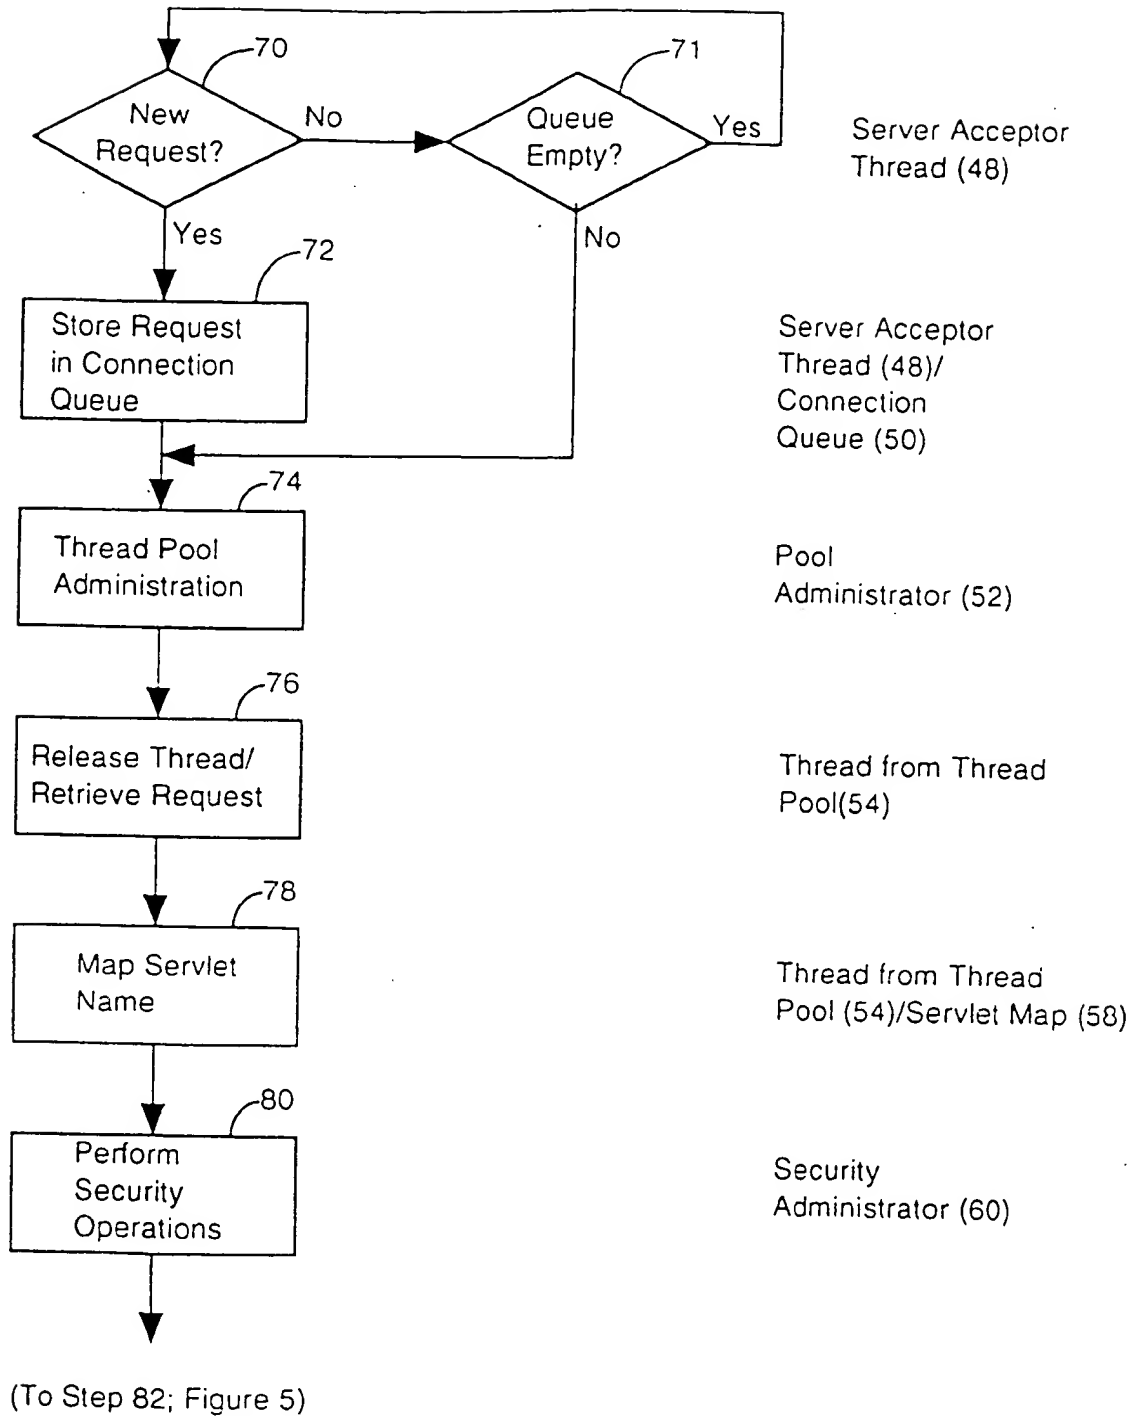 70
71
New
Request?
No
Queue
Empty?
Yes
Server Acceptor
Thread (48)
Yes
No
72
Store Request
in Connection
Queue
Server Acceptor
Thread (48)/
Connection
Queue (50)
74
Thread Pool
Administration
Pool
Administrator (52)
76
Release Thread/
Retrieve Request
Thread from Thread
Pool(54)
78
Map Servlet
Name
Thread from Thread
Pool (54)/Servlet Map (58)
80
Perform
Security
Operations
Security
Administrator (60)
(To Step 82; Figure 5)